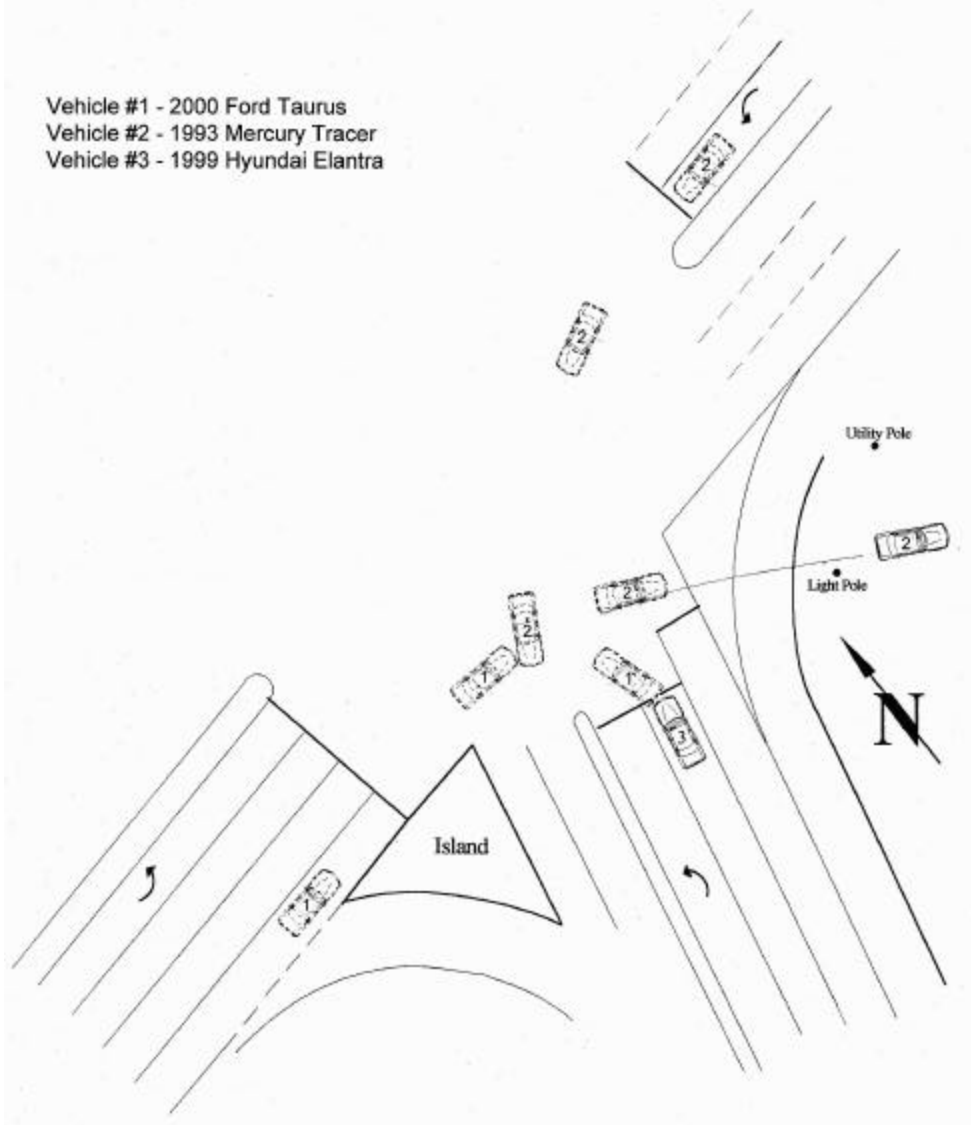 Vehicle #1 - 2000 Ford Taurus
Vehicle #2 - 1993 Mercury Tracer
Vehicle #3 - 1999 Hyundai Elantra
2
2
Utility Pole
2
Light Pole
2
2
1
1
3
N
Island
1